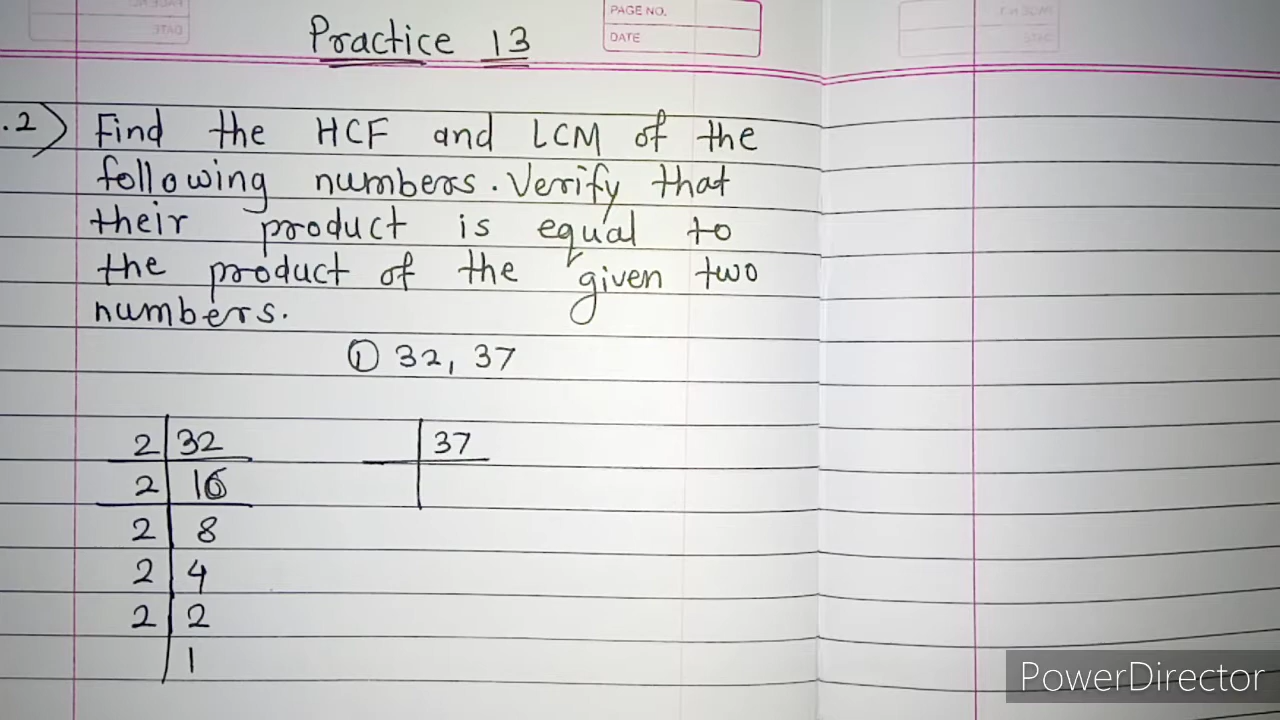 PAGE NO.
DATE
Practice 13
.2) Find the HCF and LCM of the
following numbers. Verify that
their product is equal to
the product of the given two
numbers.
① 32, 37
2 32 37
2 16
2 8
2 4
2 2
1
PowerDirector